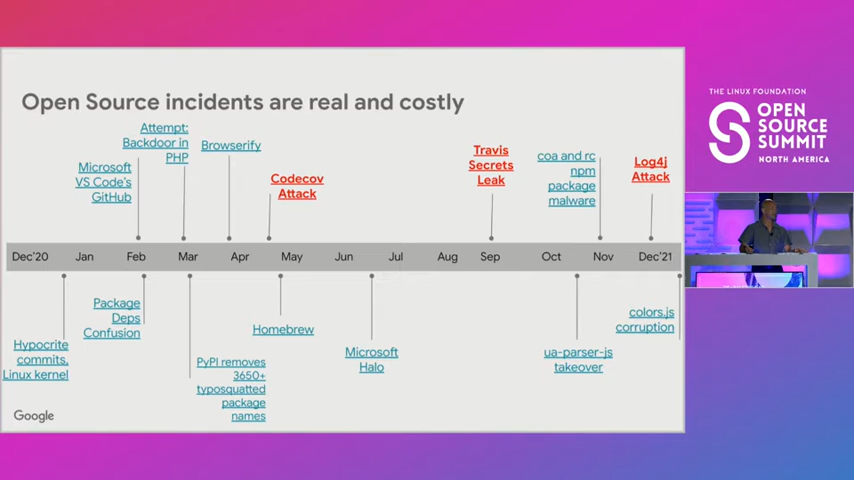 Open Source incidents are real and costly
Attempt:
Backdoor in
PHP
Microsoft
VS Code's
GitHub
Browserify
Codecov
Attack
Travis
Secrets
Leak
coa and rc
npm
package
malware
Log4j
Attack
Dec'20 Jan Feb Mar Apr May Jun Jul Aug Sep Oct Nov Dec'21
Hypocrite
commits,
Linux kernel
Package
Deps
Confusion
PyPI removes
3650+
typosquatted
package
names
Homebrew
Microsoft
Halo
ua-parser-js
takeover
colors.js
corruption
Google
THE LINUX FOUNDATION
OPEN
SOURCE
SUMMIT
NORTH AMERICA